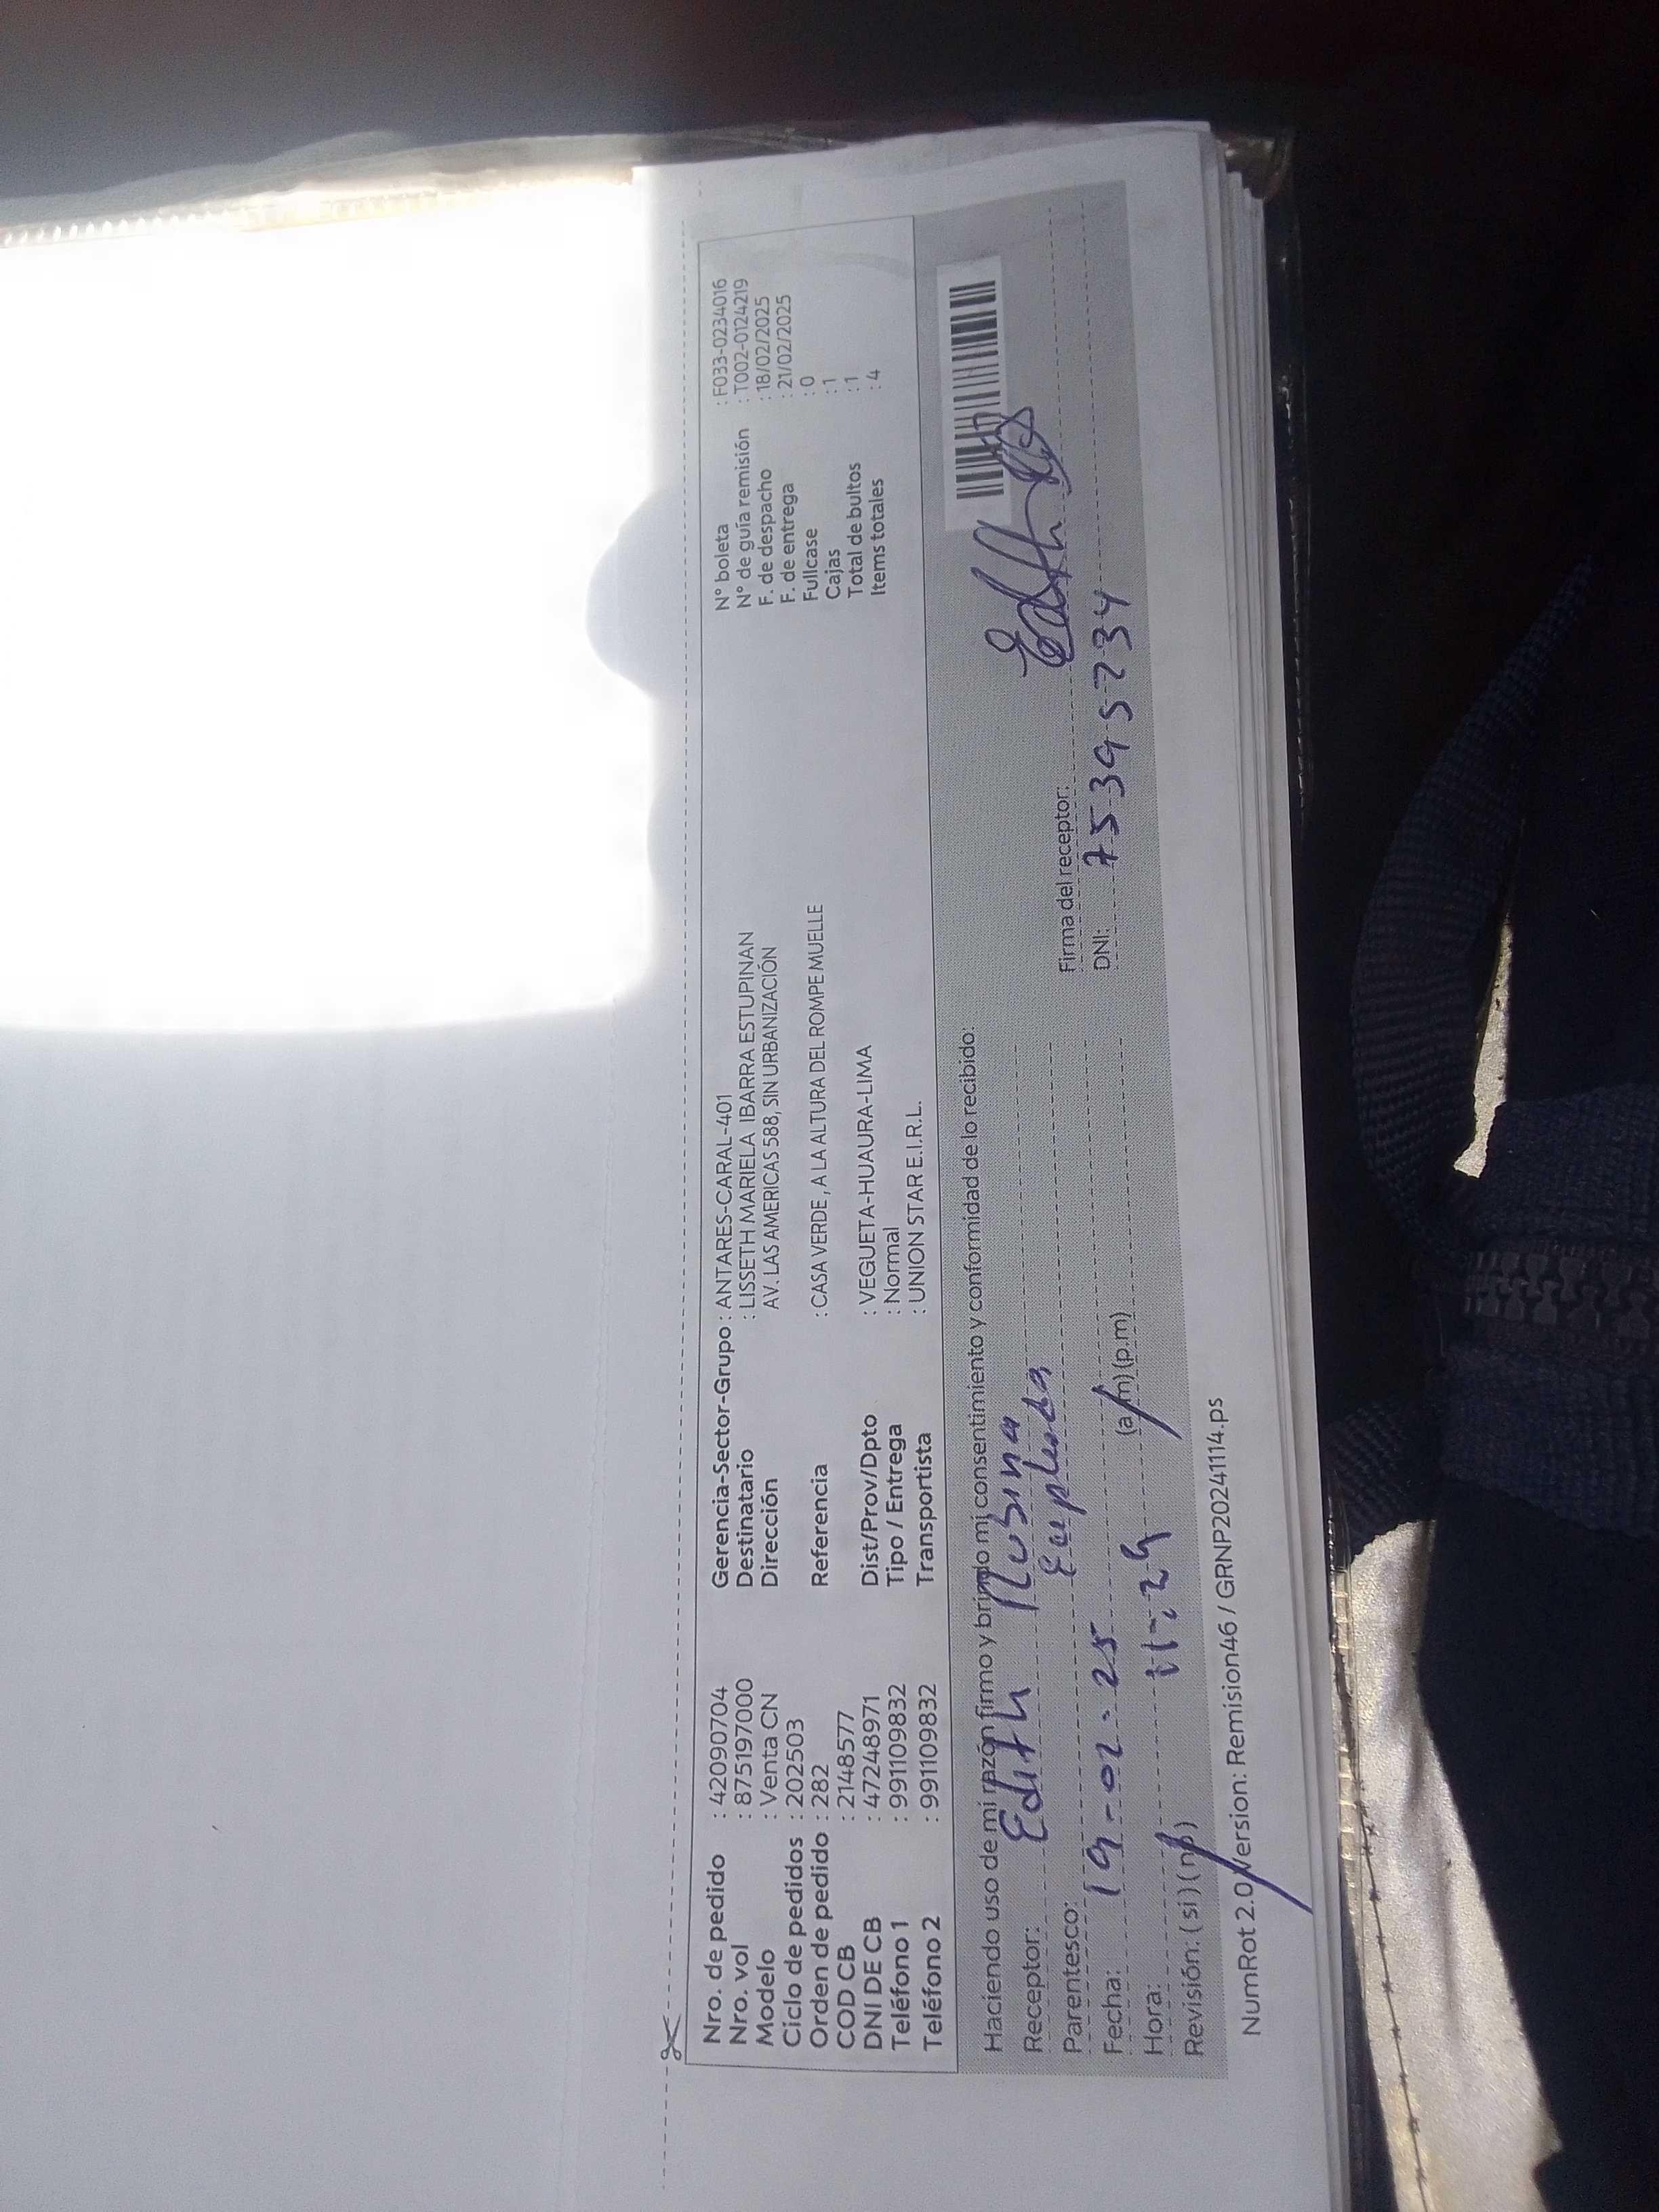 Nro. de pedido : 42090704 Gerencia-Sector-Grupo : ANTARES-CARAL-401 N° boleta : F033-0234016
Nro. vol : 875197000 Destinatario : LISSETH MARIELA IBARRA ESTUPINAN N° de guía remisión : T002-0124219
Modelo : Venta CN Dirección AV. LAS AMERICAS 588, SIN URBANIZACIÓN F. de despacho : 18/02/2025
Ciclo de pedidos : 202503 F. de entrega : 21/02/2025
Orden de pedido : 282 Referencia : CASA VERDE , A LA ALTURA DEL ROMPE MUELLE Fullcase : 0
COD CB : 2148577 Cajas : 1
DNI DE CB : 47248971 Dist/Prov/Dpto : VEGUETA-HUAURA-LIMA Total de bultos : 1
Teléfono 1 : 991109832 Tipo / Entrega : Normal Items totales : 4
Teléfono 2 : 991109832 Transportista : UNION STAR E.I.R.L.
Haciendo uso de mi razón firmo y brindo mi consentimiento y conformidad de lo recibido:
Receptor: Edith
Parentesco: Firma del receptor: Edith
Fecha: 19-02-25 DNI: 75395234
Hora: 11:29 (a.m) (p.m)
Revisión: ( si ) ( no )
NumRot 2.0 Version: Remision46 / GRNP20241114.ps